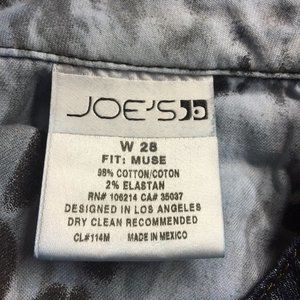 JOE'S
W 28
FIT: MUSE
98% COTTON/COTON
2% ELASTAN
RN# 106214 CA# 35037
DESIGNED IN LOS ANGELES
DRY CLEAN RECOMMENDED
CL#114M MADE IN MEXICO